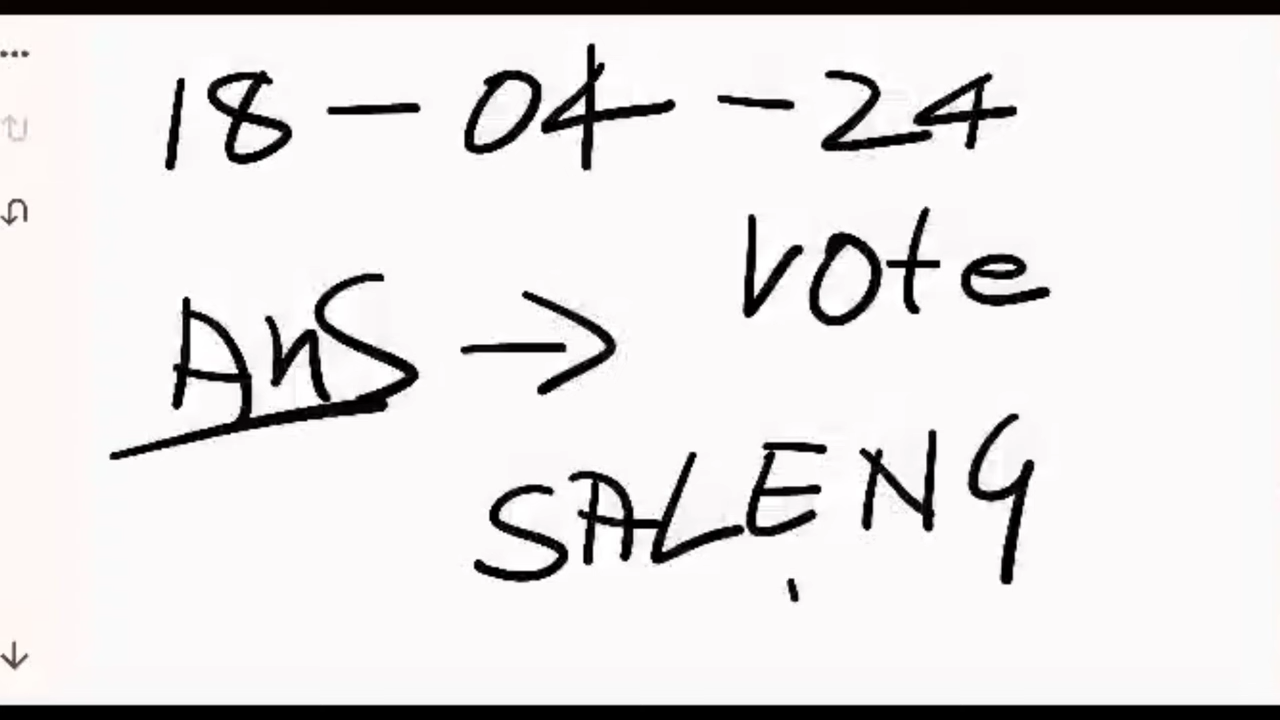 18-04-24
vote
Ans →
SALENG